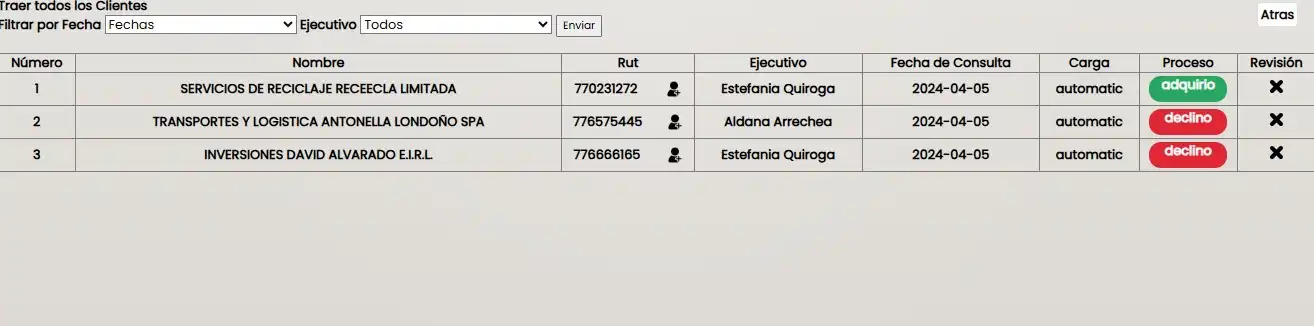 Traer todos los Clientes
Filtrar por Fecha Fechas Ejecutivo Todos Enviar Atras
Número Nombre Rut Ejecutivo Fecha de Consulta Carga Proceso Revisión
1 SERVICIOS DE RECICLAJE RECEECLA LIMITADA 770231272 Estefania Quiroga 2024-04-05 automatic adquirio
2 TRANSPORTES Y LOGISTICA ANTONELLA LONDOÑO SPA 776575445 Aldana Arrechea 2024-04-05 automatic declino
3 INVERSIONES DAVID ALVARADO E.I.R.L. 776666165 Estefania Quiroga 2024-04-05 automatic declino